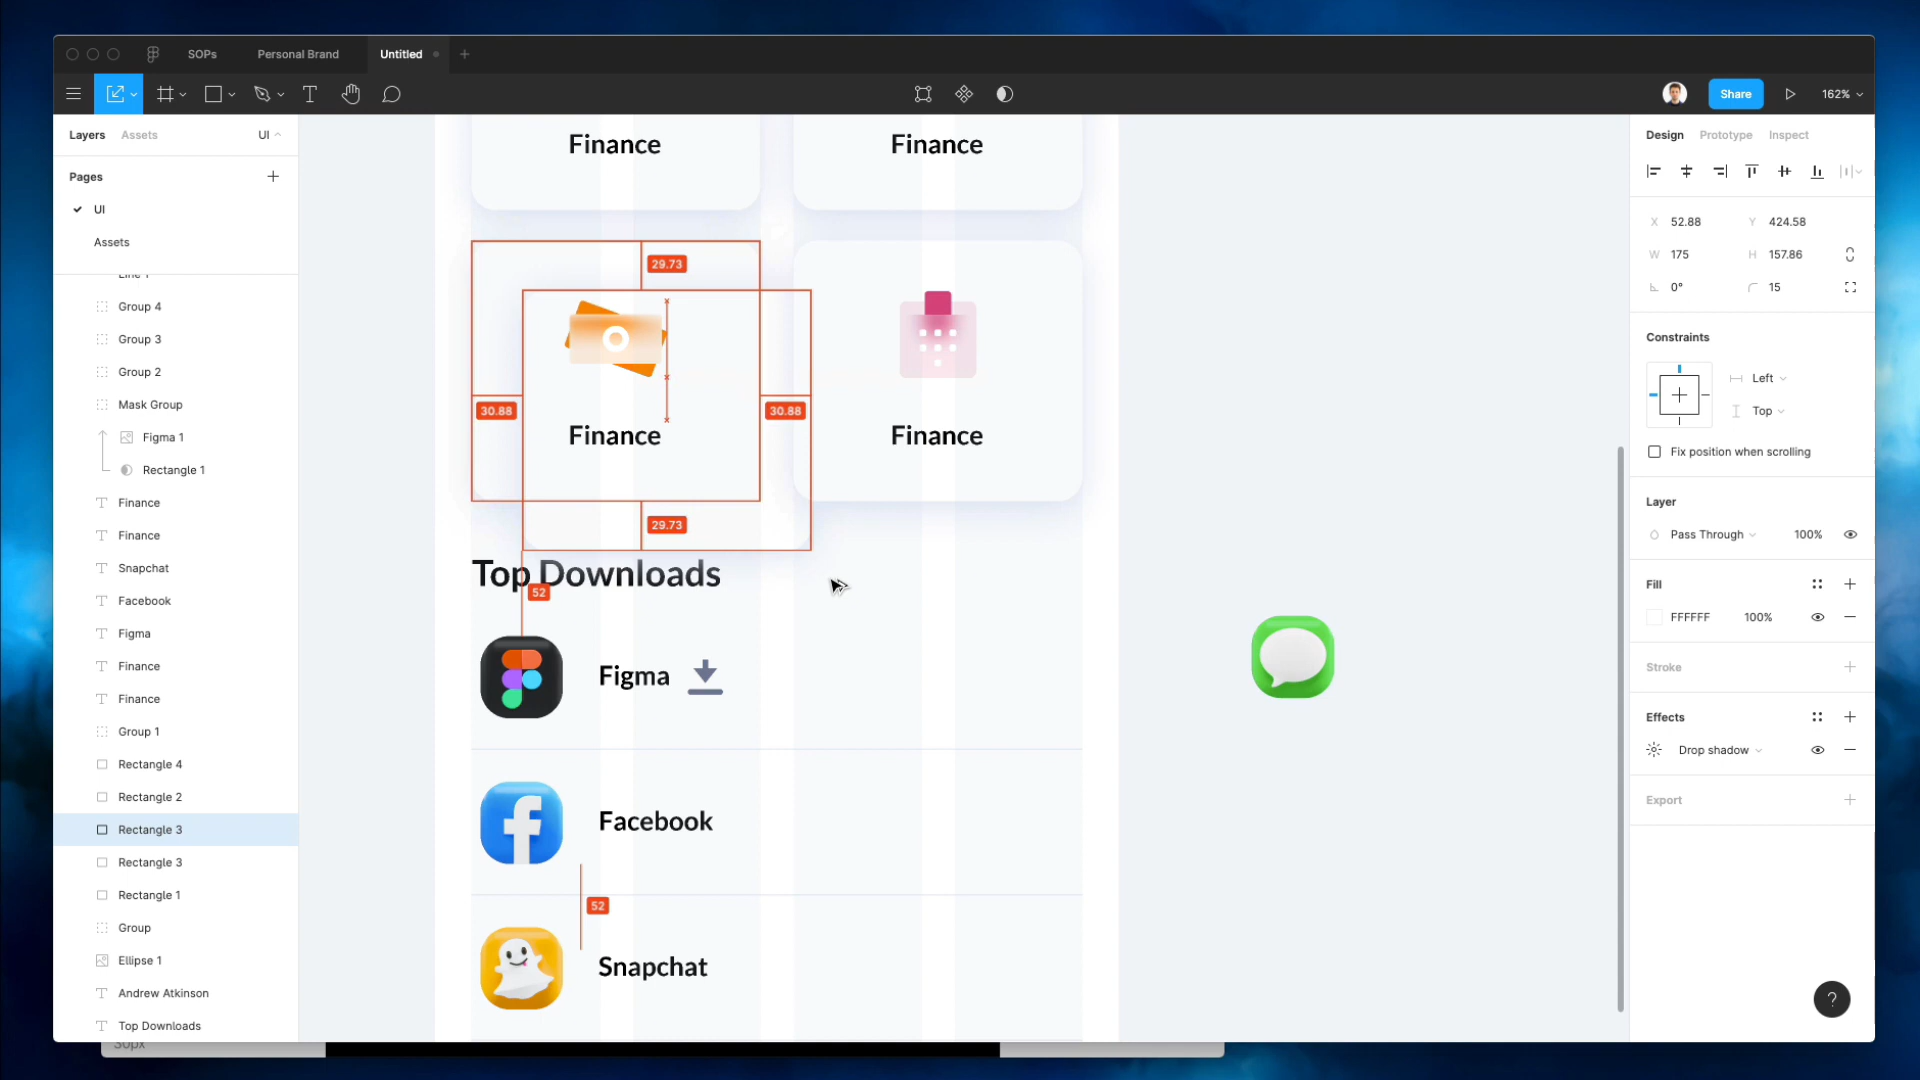 SOPs
Personal Brand
Untitled
Share
162%
Layers
Assets
UI
Pages
UI
Assets
Line 1
Group 4
Group 3
Group 2
Mask Group
Figma 1
Rectangle 1
Finance
Finance
Snapchat
Facebook
Figma
Finance
Finance
Group 1
Rectangle 4
Rectangle 2
Rectangle 3
Rectangle 3
Rectangle 1
Group
Ellipse 1
Andrew Atkinson
Top Downloads
Finance
Finance
29.73
30.88
30.88
Finance
Finance
29.73
Top Downloads
52
Figma
Facebook
52
Snapchat
Design
Prototype
Inspect
X 52.88
Y 424.58
W 175
H 157.86
0°
15
Constraints
Left
Top
Fix position when scrolling
Layer
Pass Through
100%
Fill
FFFFFF
100%
Stroke
Effects
Drop shadow
Export
?
30px